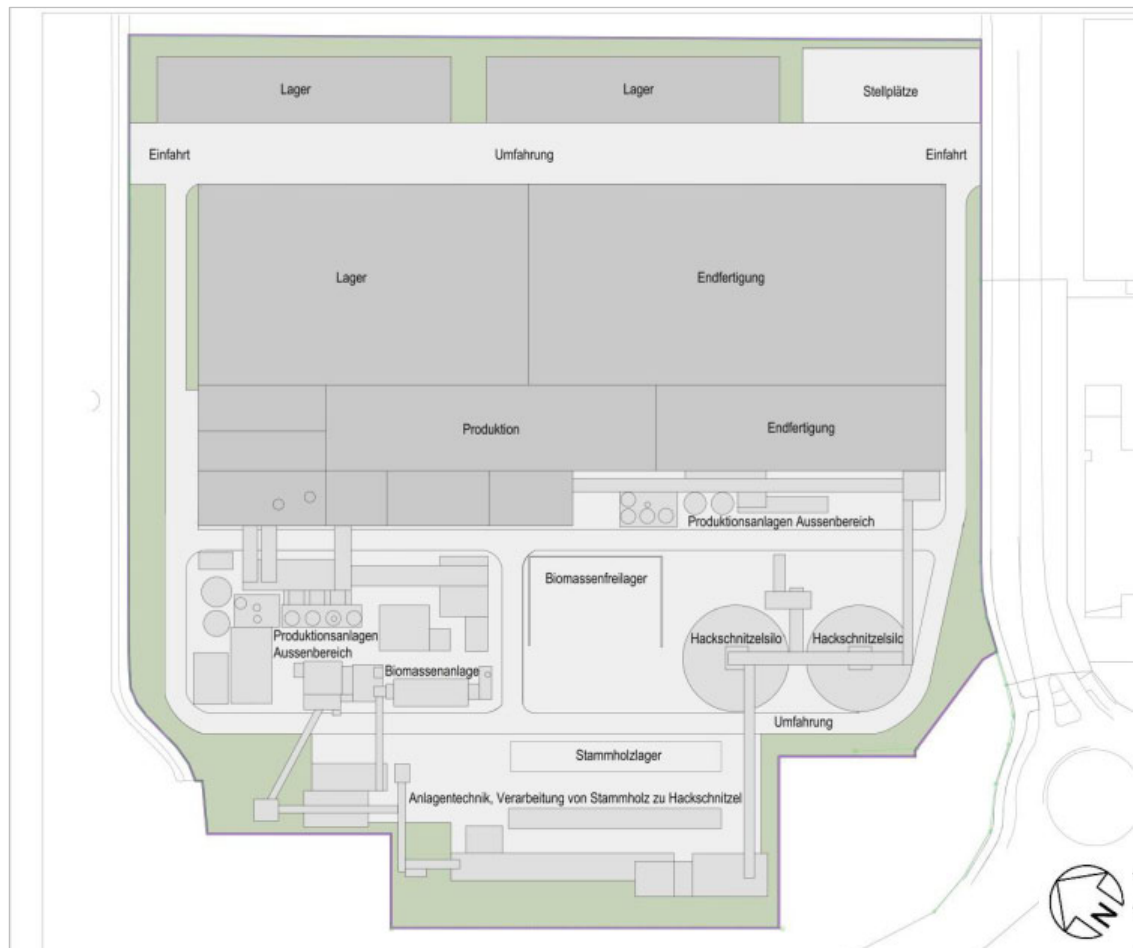 Lager
Lager
Stellplätze
Einfahrt
Umfahrung
Einfahrt
Lager
Endfertigung
Produktion
Endfertigung
Produktionsanlagen Aussenbereich
Biomassenfreilager
Produktionsanlagen
Aussenbereich
Hackschnitzelsilo
Hackschnitzelsilo
Biomassenanlage
Umfahrung
Stammholzlager
Anlagentechnik, Verarbeitung von Stammholz zu Hackschnitzel
N